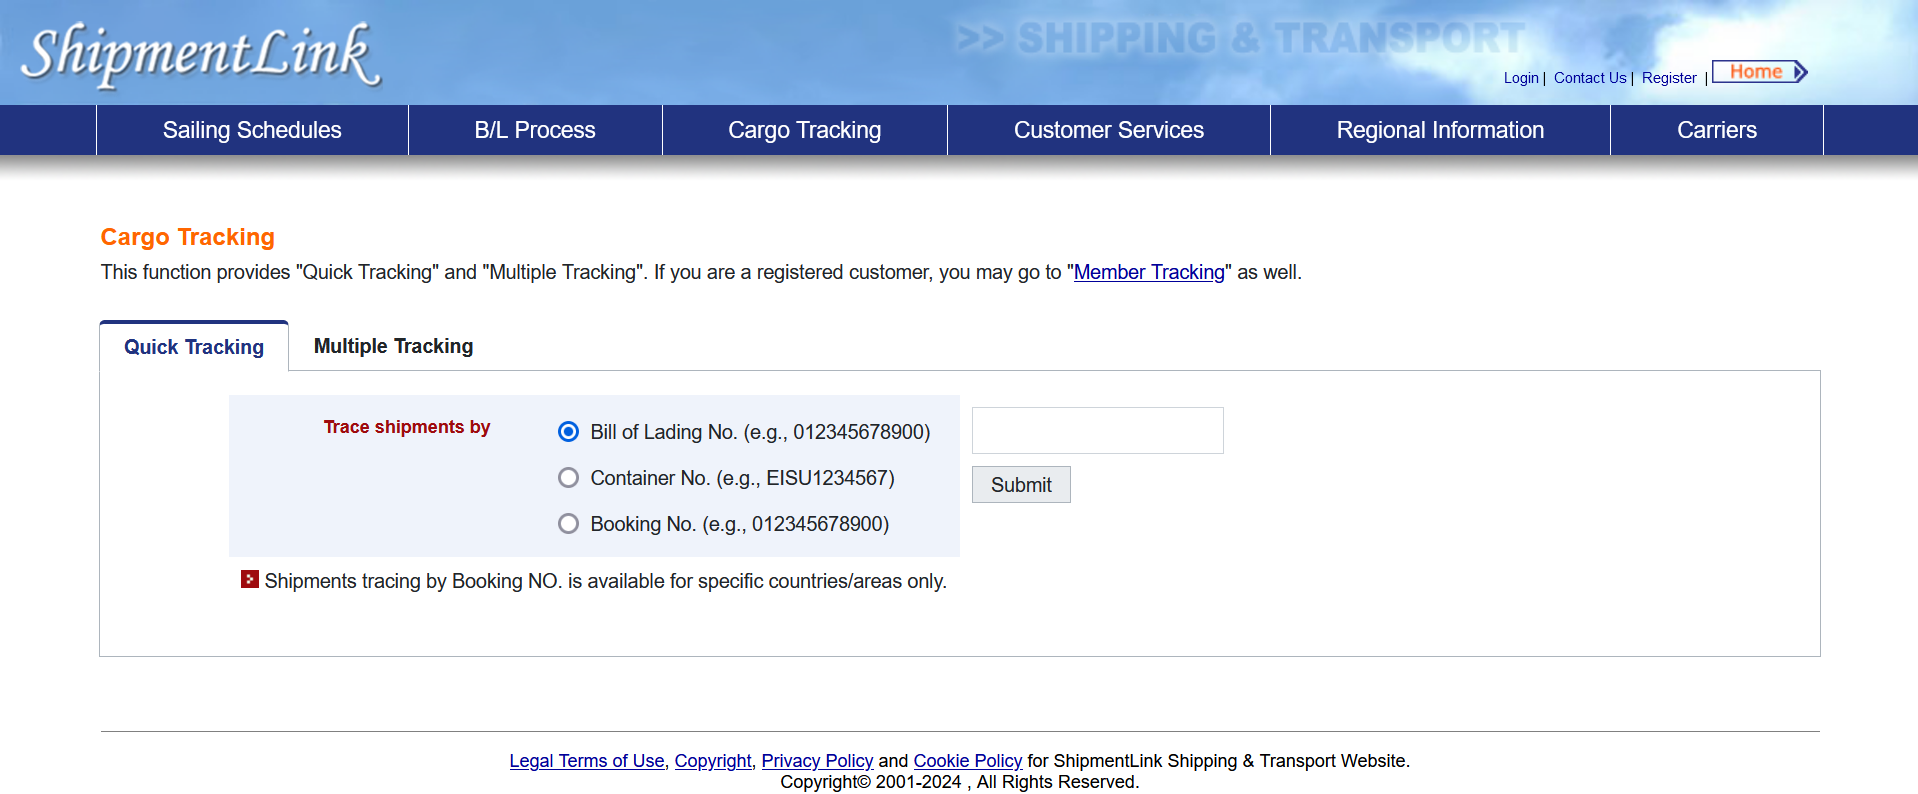 ShipmentLink
>> SHIPPING & TRANSPORT
Login | Contact Us | Register | Home
Sailing Schedules B/L Process Cargo Tracking Customer Services Regional Information Carriers
Cargo Tracking
This function provides "Quick Tracking" and "Multiple Tracking". If you are a registered customer, you may go to "Member Tracking" as well.
Quick Tracking Multiple Tracking
Trace shipments by
Bill of Lading No. (e.g., 012345678900)
Container No. (e.g., EISU1234567)
Submit
Booking No. (e.g., 012345678900)
Shipments tracing by Booking NO. is available for specific countries/areas only.
Legal Terms of Use, Copyright, Privacy Policy and Cookie Policy for ShipmentLink Shipping & Transport Website.
Copyright© 2001-2024 , All Rights Reserved.